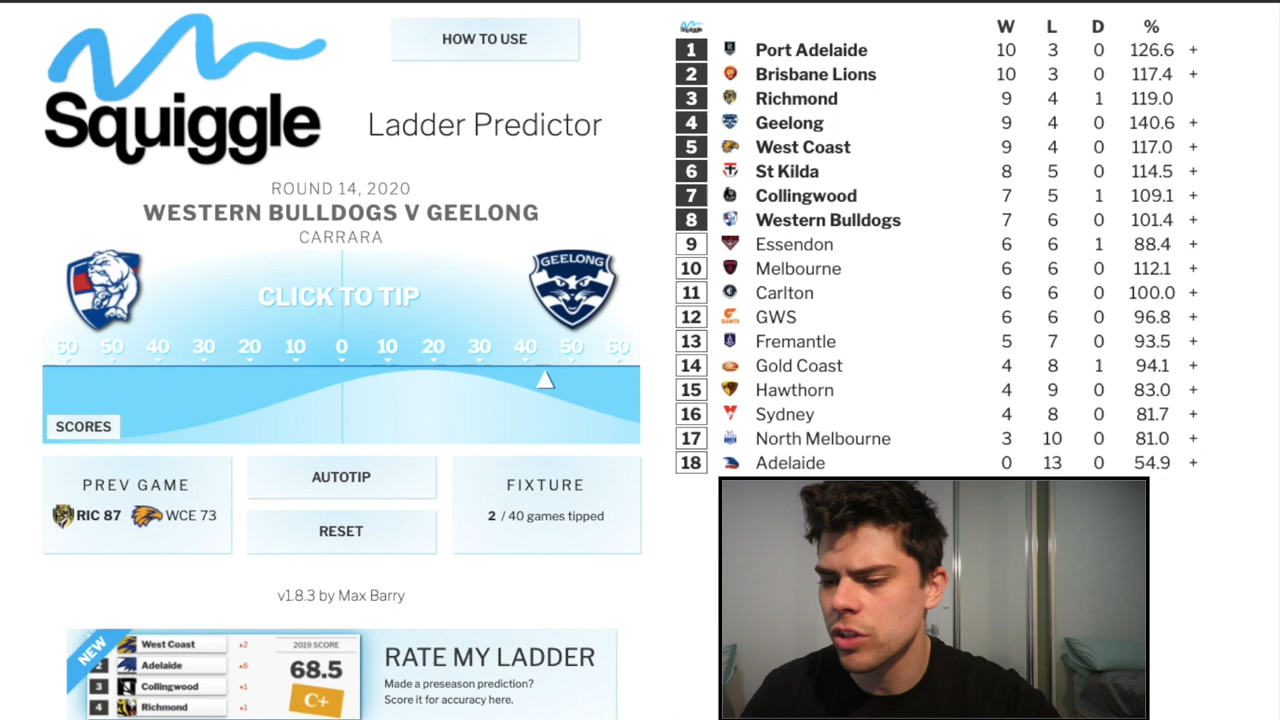 Squiggle
HOW TO USE
Ladder Predictor
ROUND 14, 2020
WESTERN BULLDOGS V GEELONG
CARRARA
GEELONG
CLICK TO TIP
60 50 40 30 20 10 0 10 20 30 40 50 60
SCORES
PREV GAME
RIC 87 WCE 73
AUTOTIP
RESET
FIXTURE
2 / 40 games tipped
v1.8.3 by Max Barry
NEW
West Coast ▲2
2 Adelaide ▲6
3 Collingwood ▲1
4 Richmond ▲1
2019 SCORE
68.5
C+
RATE MY LADDER
Made a preseason prediction?
Score it for accuracy here.
W L D %
1 Port Adelaide 10 3 0 126.6 +
2 Brisbane Lions 10 3 0 117.4 +
3 Richmond 9 4 1 119.0
4 Geelong 9 4 0 140.6 +
5 West Coast 9 4 0 117.0 +
6 St Kilda 8 5 0 114.5 +
7 Collingwood 7 5 1 109.1 +
8 Western Bulldogs 7 6 0 101.4 +
9 Essendon 6 6 1 88.4 +
10 Melbourne 6 6 0 112.1 +
11 Carlton 6 6 0 100.0 +
12 GWS 6 6 0 96.8 +
13 Fremantle 5 7 0 93.5 +
14 Gold Coast 4 8 1 94.1 +
15 Hawthorn 4 9 0 83.0 +
16 Sydney 4 8 0 81.7 +
17 North Melbourne 3 10 0 81.0 +
18 Adelaide 0 13 0 54.9 +